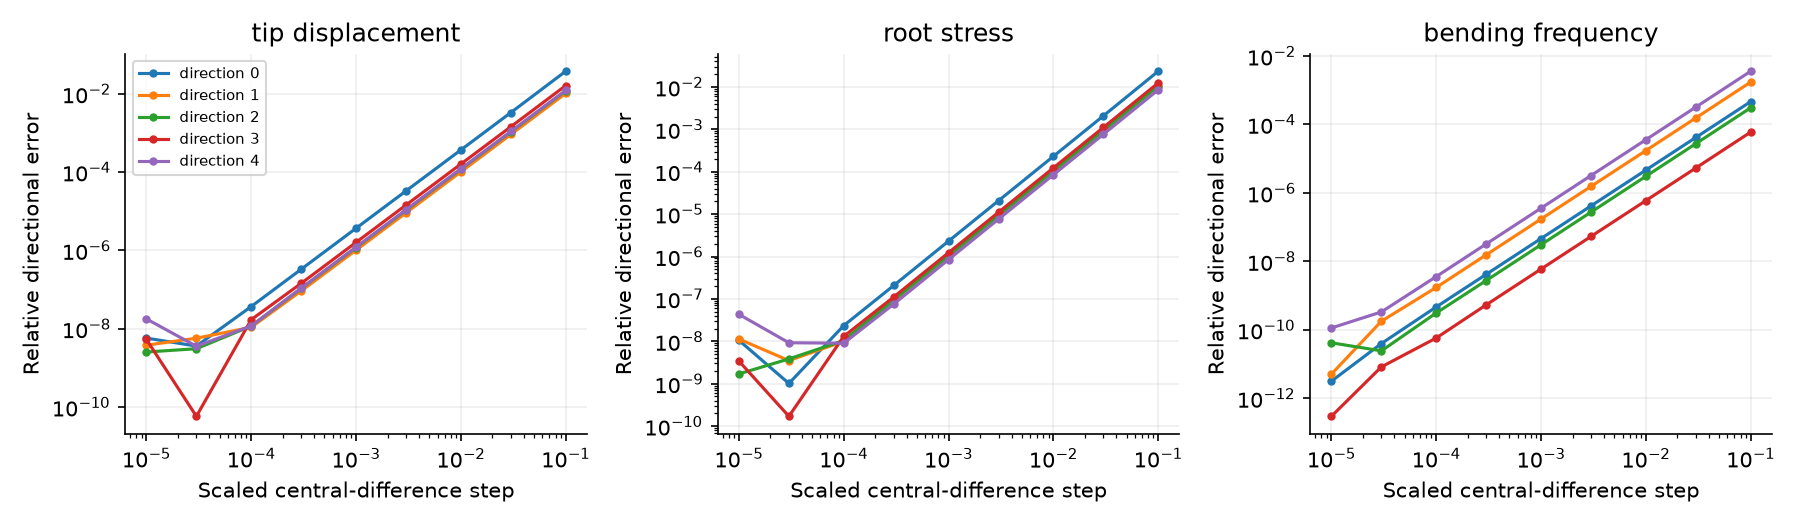 tip displacement
Relative directional error
10⁻²
10⁻⁴
10⁻⁶
10⁻⁸
10⁻¹⁰
direction 0
direction 1
direction 2
direction 3
direction 4
10⁻⁵ 10⁻⁴ 10⁻³ 10⁻² 10⁻¹
Scaled central-difference step
root stress
Relative directional error
10⁻²
10⁻³
10⁻⁴
10⁻⁵
10⁻⁶
10⁻⁷
10⁻⁸
10⁻⁹
10⁻¹⁰
10⁻⁵ 10⁻⁴ 10⁻³ 10⁻² 10⁻¹
Scaled central-difference step
bending frequency
Relative directional error
10⁻²
10⁻⁴
10⁻⁶
10⁻⁸
10⁻¹⁰
10⁻¹²
10⁻⁵ 10⁻⁴ 10⁻³ 10⁻² 10⁻¹
Scaled central-difference step